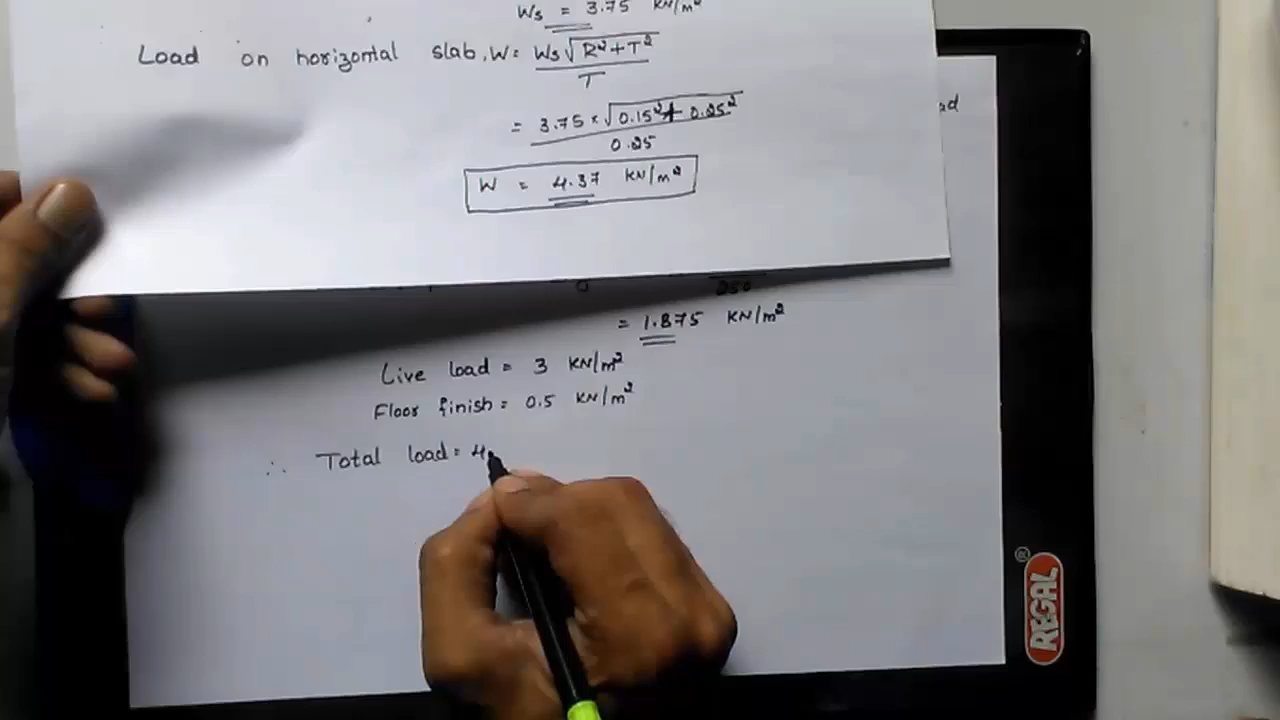 Ws = 3.75 KN/m²
Load on horizontal slab, W = Ws√R²+T²
T
= 3.75 × √0.15² + 0.25²
0.25
W = 4.37 KN/m²
250
= 1.875 KN/m²
Live load = 3 KN/m²
Floor finish = 0.5 KN/m²
∴ Total load = 4.
REGAL®